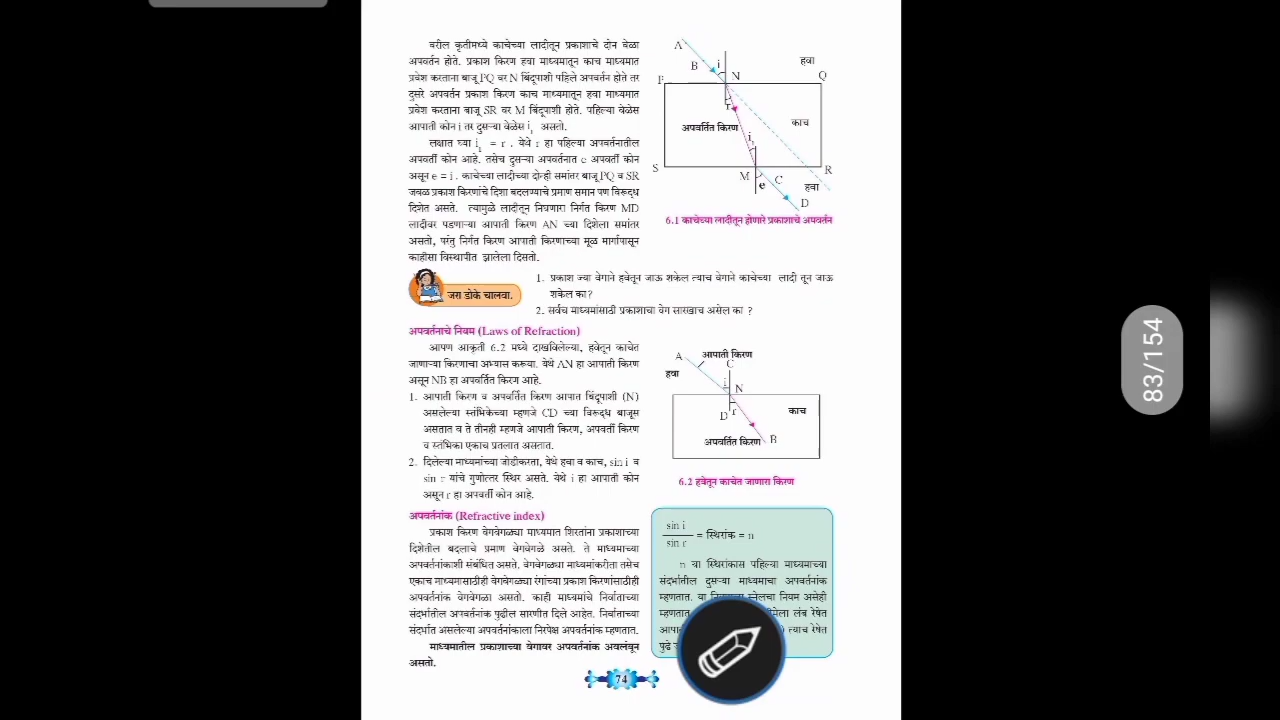 वरील कृतीमध्ये काचेच्या लादीतून प्रकाशाचे दोन वेळा
अपवर्तन होते. प्रकाश किरण हवा माध्यमातून काच माध्यमात
प्रवेश करताना बाजू PQ वर N बिंदूपाशी पहिले अपवर्तन होते तर
दुसरे अपवर्तन प्रकाश किरण काच माध्यमातून हवा माध्यमात
प्रवेश करताना बाजू SR वर M बिंदूपाशी होते. पहिल्या वेळेस
आपाती कोन i तर दुसऱ्या वेळेंस i₁ असतो.
लक्षात घ्या i₁ = r . येथे r हा पहिल्या अपवर्तनातील
अपवर्ती कोन आहे. तसेच दुसऱ्या अपवर्तनात e अपवर्ती कोन
असून e = i . काचेच्या लादीच्या दोन्ही समांतर बाजू PQ व SR
जवळ प्रकाश किरणांचे दिशा बदलण्याचे प्रमाण समान पण विरूद्ध
दिशेत असते. त्यामुळे लादीतून निघणारा निर्गत किरण MD
लादीवर पडणाऱ्या आपाती किरण AN च्या दिशेला समांतर
असतो, परंतु निर्गत किरण आपाती किरणाच्या मूळ मार्गापासून
काहीसा विस्थापीत झालेला दिसतो.
A
B
i
N
हवा
P
Q
r
अपवर्तित किरण
काच
i₁
S
M
e
C
R
हवा
D
6.1 काचेच्या लादीतून होणारे प्रकाशाचे अपवर्तन
जरा डोके चालवा.
1. प्रकाश ज्या वेगाने हवेतून जाऊ शकेल त्याच वेगाने काचेच्या लादी तून जाऊ
शकेल का?
2. सर्वच माध्यमांसाठी प्रकाशाचा वेग सारखाच असेल का ?
अपवर्तनाचे नियम (Laws of Refraction)
आपण आकृती 6.2 मध्ये दाखविलेल्या, हवेतून काचेत
जाणाऱ्या किरणाचा अभ्यास करूया. येथे AN हा आपाती किरण
असून NB हा अपवर्तित किरण आहे.
1. आपाती किरण व अपवर्तित किरण आपात बिंदूपाशी (N)
असलेल्या स्तंभिकेच्या म्हणजे CD च्या विरूद्ध बाजूस
असतात व ते तीनही म्हणजे आपाती किरण, अपवर्ती किरण
व स्तंभिका एकाच प्रतलात असतात.
2. दिलेल्या माध्यमांच्या जोडीकरता, येथे हवा व काच, sin i व
sin r यांचे गुणोत्तर स्थिर असते. येथे i हा आपाती कोन
असून r हा अपवर्ती कोन आहे.
A
आपाती किरण
हवा
C
i
N
D
r
काच
अपवर्तित किरण
B
6.2 हवेतून काचेत जाणारा किरण
अपवर्तनांक (Refractive index)
प्रकाश किरण वेगवेगळ्या माध्यमात शिरतांना प्रकाशाच्या
दिशेतील बदलाचे प्रमाण वेगवेगळे असते. ते माध्यमाच्या
अपवर्तनांकाशी संबंधित असते. वेगवेगळ्या माध्यमांकरीता तसेच
एकाच माध्यमासाठीही वेगवेगळ्या रंगांच्या प्रकाश किरणांसाठीही
अपवर्तनांक वेगवेगळा असतो. काही माध्यमांचे निर्वाताच्या
संदर्भातील अपवर्तनांक पुढील सारणीत दिले आहेत. निर्वाताच्या
संदर्भात असलेल्या अपवर्तनांकाला निरपेक्ष अपवर्तनांक म्हणतात.
माध्यमातील प्रकाशाच्या वेगावर अपवर्तनांक अवलंबून
असतो.
sin i
sin r = स्थिरांक = n
n या स्थिरांकास पहिल्या माध्यमाच्या
संदर्भातील दुसऱ्या माध्यमाचा अपवर्तनांक
म्हणतात. या स्नेलचा नियम असेही
म्हणतात लंब रेषेत
त्याच रेषेत
पुढे
74
83/154